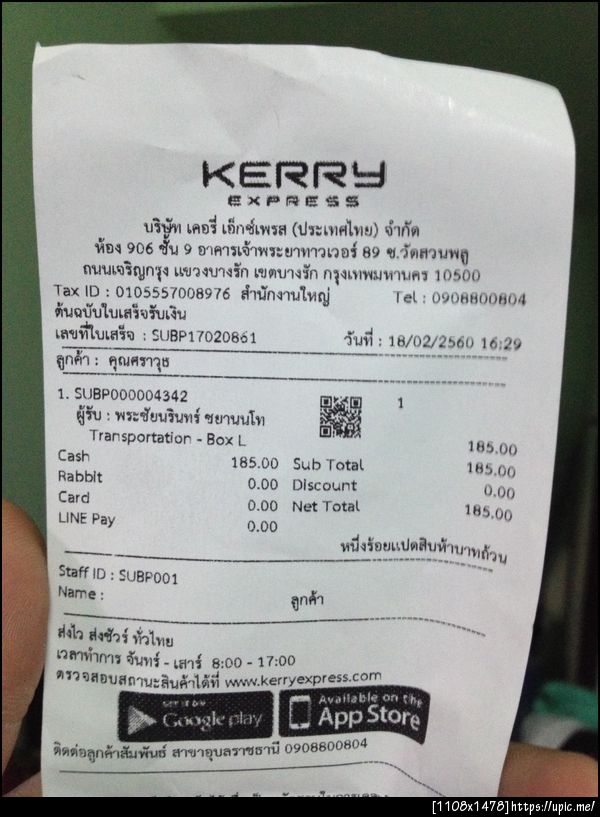 KERRY
EXPRESS
บริษัท เคอรี่ เอ็กซ์เพรส (ประเทศไทย) จำกัด
ห้อง 906 ชั้น 9 อาคารเจ้าพระยาทาวเวอร์ 89 ซ.วัดสวนพลู
ถนนเจริญกรุง แขวงบางรัก เขตบางรัก กรุงเทพมหานคร 10500
Tax ID : 0105557008976 สำนักงานใหญ่ Tel : 0908800804
ต้นฉบับใบเสร็จรับเงิน
เลขที่ใบเสร็จ : SUBP17020861 วันที่ : 18/02/2560 16:29
ลูกค้า : คุณศราวุธ
1. SUBP000004342 1
ผู้รับ : พระชัยนรินทร์ ชยานนโท
Transportation - Box L 185.00
Cash 185.00 Sub Total 185.00
Rabbit 0.00 Discount 0.00
Card 0.00 Net Total 185.00
LINE Pay 0.00
หนึ่งร้อยแปดสิบห้าบาทถ้วน
Staff ID : SUBP001
Name : ลูกค้า
ส่งไว ส่งชัวร์ ทั่วไทย
เวลาทำการ จันทร์ - เสาร์ 8:00 - 17:00
ตรวจสอบสถานะสินค้าได้ที่ www.kerryexpress.com
GET IT ON Google play
Available on the App Store
ติดต่อลูกค้าสัมพันธ์ สาขาอุบลราชธานี 0908800804
[1108x1478]https://upic.me/